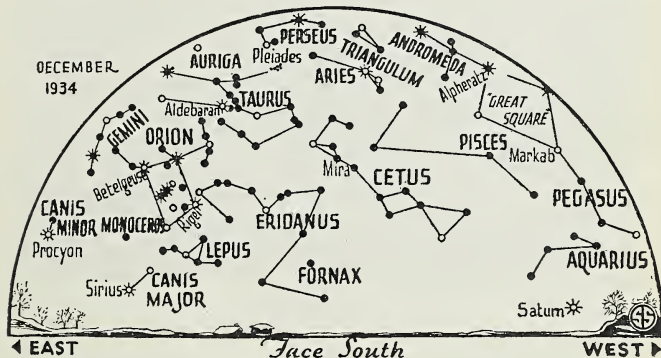 DECEMBER
1934
PERSEUS
Pleiades
AURIGA
TRIANGULUM
ANDROMEDA
Alpheratz
ARIES
"GREAT
SQUARE"
TAURUS
Aldebaran
GEMINI
ORION
PISCES
Markab
Mira
CETUS
Betelgeuse
PEGASUS
CANIS
MINOR
MONOCEROS
Rigel
Procyon
ERIDANUS
LEPUS
AQUARIUS
FORNAX
Sirius
CANIS
MAJOR
Saturn
EAST
Face South
WEST